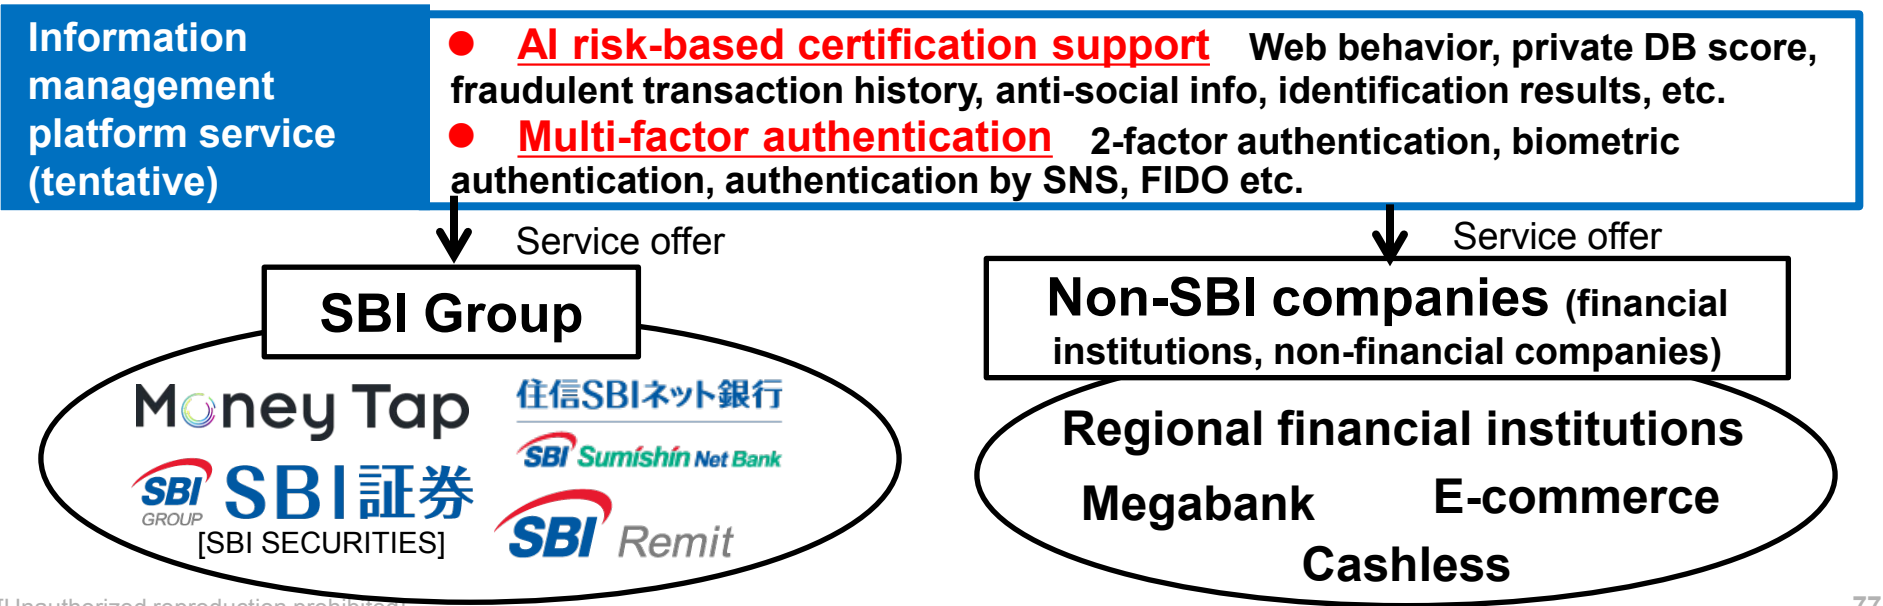 Information
management
platform service
(tentative)
● AI risk-based certification support Web behavior, private DB score,
fraudulent transaction history, anti-social info, identification results, etc.
● Multi-factor authentication 2-factor authentication, biometric
authentication, authentication by SNS, FIDO etc.
Service offer
Service offer
SBI Group
Money Tap
住信SBIネット銀行
SBI Sumishin Net Bank
SBI GROUP SBI証券
[SBI SECURITIES]
SBI Remit
Non-SBI companies (financial
institutions, non-financial companies)
Regional financial institutions
Megabank
E-commerce
Cashless
[Unauthorized reproduction prohibited]
77